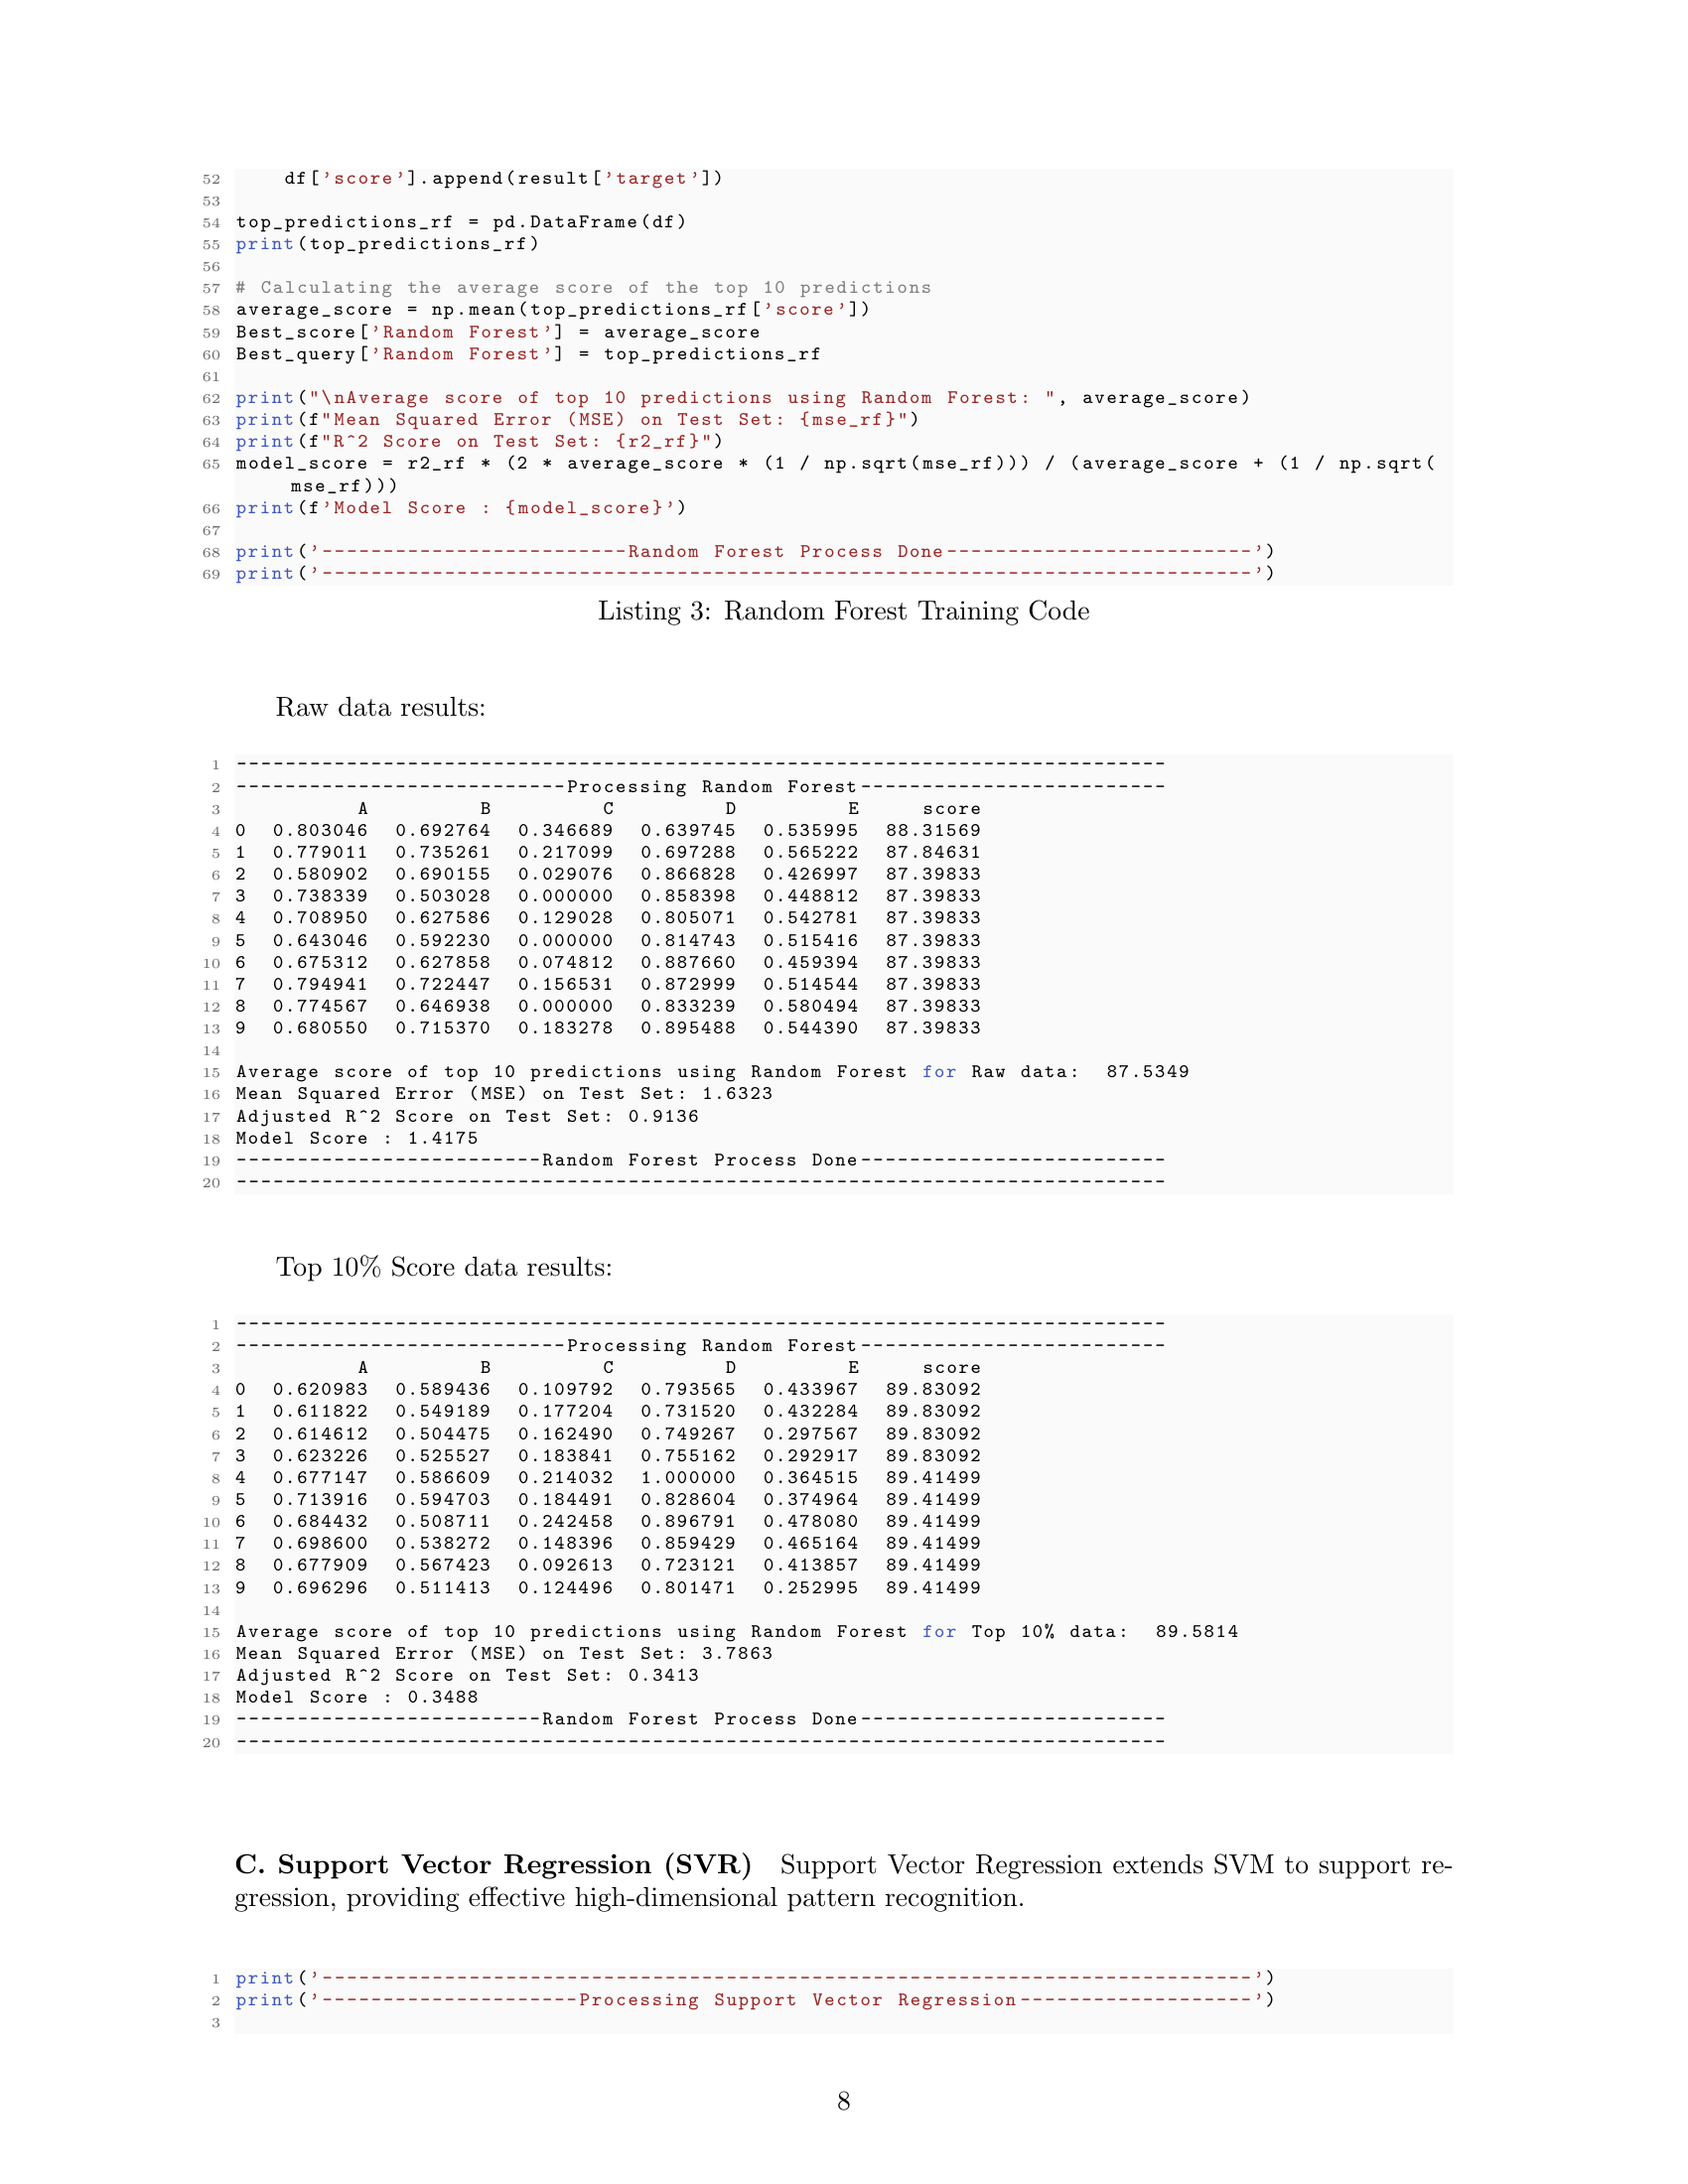 52     df['score'].append(result['target'])
53
54 top_predictions_rf = pd.DataFrame(df)
55 print(top_predictions_rf)
56
57 # Calculating the average score of the top 10 predictions
58 average_score = np.mean(top_predictions_rf['score'])
59 Best_score['Random Forest'] = average_score
60 Best_query['Random Forest'] = top_predictions_rf
61
62 print("\nAverage score of top 10 predictions using Random Forest: ", average_score)
63 print(f"Mean Squared Error (MSE) on Test Set: {mse_rf}")
64 print(f"R^2 Score on Test Set: {r2_rf}")
65 model_score = r2_rf * (2 * average_score * (1 / np.sqrt(mse_rf))) / (average_score + (1 / np.sqrt(
mse_rf)))
66 print(f'Model Score : {model_score}')
67
68 print('-------------------------Random Forest Process Done-------------------------')
69 print('----------------------------------------------------------------------------')
Listing 3: Random Forest Training Code
Raw data results:
1 ----------------------------------------------------------------------------
2 ---------------------------Processing Random Forest-------------------------
3           A         B         C         D         E     score
4 0  0.803046  0.692764  0.346689  0.639745  0.535995  88.31569
5 1  0.779011  0.735261  0.217099  0.697288  0.565222  87.84631
6 2  0.580902  0.690155  0.029076  0.866828  0.426997  87.39833
7 3  0.738339  0.503028  0.000000  0.858398  0.448812  87.39833
8 4  0.708950  0.627586  0.129028  0.805071  0.542781  87.39833
9 5  0.643046  0.592230  0.000000  0.814743  0.515416  87.39833
10 6  0.675312  0.627858  0.074812  0.887660  0.459394  87.39833
11 7  0.794941  0.722447  0.156531  0.872999  0.514544  87.39833
12 8  0.774567  0.646938  0.000000  0.833239  0.580494  87.39833
13 9  0.680550  0.715370  0.183278  0.895488  0.544390  87.39833
14
15 Average score of top 10 predictions using Random Forest for Raw data:  87.5349
16 Mean Squared Error (MSE) on Test Set: 1.6323
17 Adjusted R^2 Score on Test Set: 0.9136
18 Model Score : 1.4175
19 -------------------------Random Forest Process Done-------------------------
20 ----------------------------------------------------------------------------
Top 10% Score data results:
1 ----------------------------------------------------------------------------
2 ---------------------------Processing Random Forest-------------------------
3           A         B         C         D         E     score
4 0  0.620983  0.589436  0.109792  0.793565  0.433967  89.83092
5 1  0.611822  0.549189  0.177204  0.731520  0.432284  89.83092
6 2  0.614612  0.504475  0.162490  0.749267  0.297567  89.83092
7 3  0.623226  0.525527  0.183841  0.755162  0.292917  89.83092
8 4  0.677147  0.586609  0.214032  1.000000  0.364515  89.41499
9 5  0.713916  0.594703  0.184491  0.828604  0.374964  89.41499
10 6  0.684432  0.508711  0.242458  0.896791  0.478080  89.41499
11 7  0.698600  0.538272  0.148396  0.859429  0.465164  89.41499
12 8  0.677909  0.567423  0.092613  0.723121  0.413857  89.41499
13 9  0.696296  0.511413  0.124496  0.801471  0.252995  89.41499
14
15 Average score of top 10 predictions using Random Forest for Top 10% data:  89.5814
16 Mean Squared Error (MSE) on Test Set: 3.7863
17 Adjusted R^2 Score on Test Set: 0.3413
18 Model Score : 0.3488
19 -------------------------Random Forest Process Done-------------------------
20 ----------------------------------------------------------------------------
C. Support Vector Regression (SVR) Support Vector Regression extends SVM to support re-
gression, providing effective high-dimensional pattern recognition.
1 print('----------------------------------------------------------------------------')
2 print('---------------------Processing Support Vector Regression-------------------')
3
8